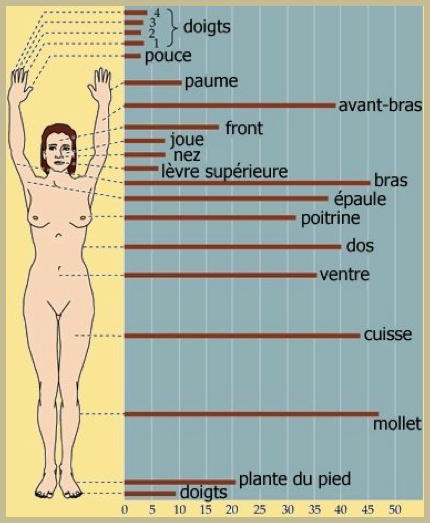 4
3
doigts
2
1
pouce
paume
avant-bras
front
joue
nez
lèvre supérieure
bras
épaule
poitrine
dos
ventre
cuisse
mollet
plante du pied
doigts
0 5 10 15 20 25 30 35 40 45 50